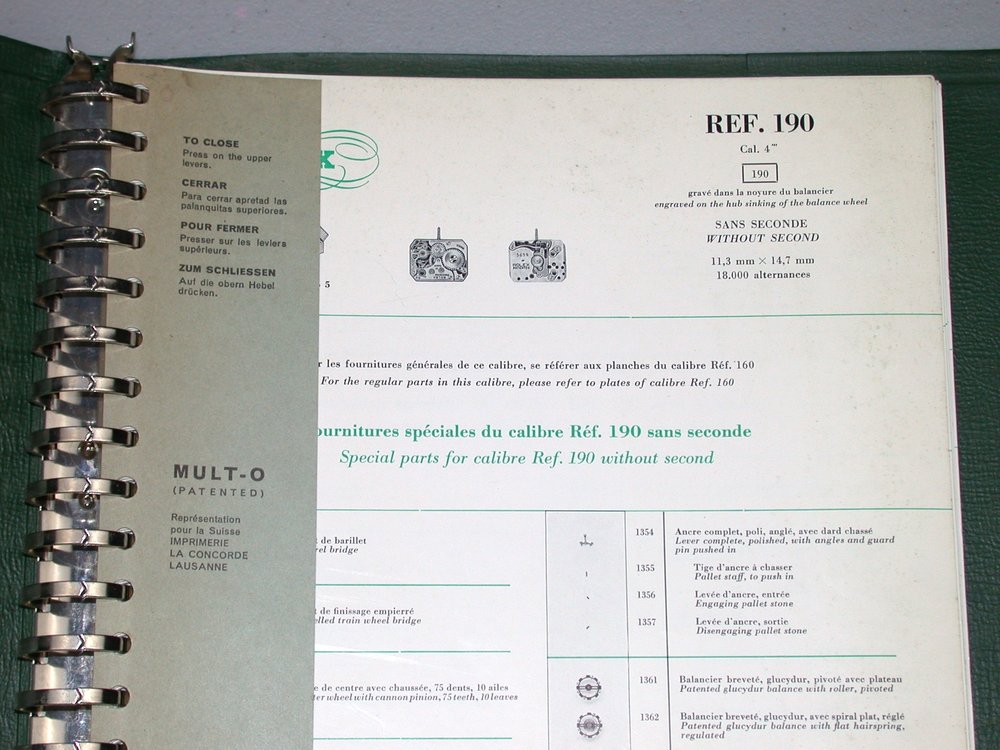 TO CLOSE
Press on the upper
levers.
CERRAR
Para cerrar apretad las
palanquitas superiores.
POUR FERMER
Presser sur les leviers
supérieurs.
ZUM SCHLIESSEN
Auf die obern Hebel
drücken.
MULT-O
(PATENTED)
Représentation
pour la Suisse
IMPRIMERIE
LA CONCORDE
LAUSANNE
REF. 190
Cal. 4'''
190
gravé dans la noyure du balancier
engraved on the hub sinking of the balance wheel
SANS SECONDE
WITHOUT SECOND
11,3 mm × 14,7 mm
18.000 alternances
5
les fournitures générales de ce calibre, se référer aux planches du calibre Réf. 160
For the regular parts in this calibre, please refer to plates of calibre Ref. 160
ournitures spéciales du calibre Réf. 190 sans seconde
Special parts for calibre Ref. 190 without second
de barillet
rel bridge
de finissage empierré
elled train wheel bridge
e de centre avec chaussée, 75 dents, 10 ailes
ter wheel with cannon pinion, 75 teeth, 10 leaves
1354 Ancre complet, poli, anglé, avec dard chassé
Lever complete, polished, with angles and guard
pin pushed in
1355 Tige d'ancre à chasser
Pallet staff, to push in
1356 Levée d'ancre, entrée
Engaging pallet stone
1357 Levée d'ancre, sortie
Disengaging pallet stone
1361 Balancier breveté, glucydur, pivoté avec plateau
Patented glucydur balance with roller, pivoted
1362 Balancier breveté, glucydur, avec spiral plat, réglé
Patented glucydur balance with flat hairspring,
regulated